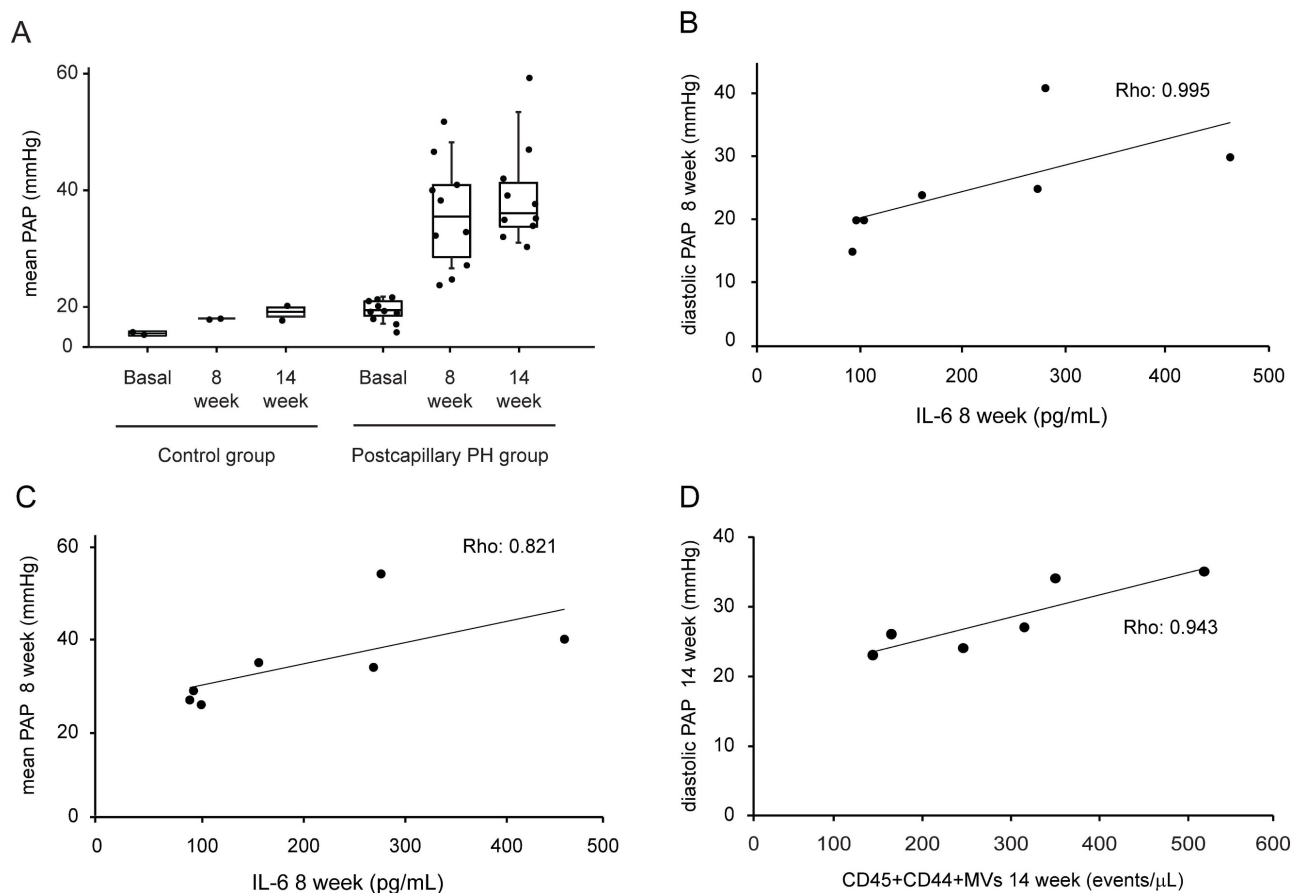 A
mean PAP (mmHg)
60
40
20
0
Basal
8
week
14
week
Basal
8
week
14
week
Control group
Postcapillary PH group
B
diastolic PAP 8 week (mmHg)
40
30
20
10
0
Rho: 0.995
0
100
200
300
400
500
IL-6 8 week (pg/mL)
C
mean PAP 8 week (mmHg)
60
40
20
0
Rho: 0.821
0
100
200
300
400
500
IL-6 8 week (pg/mL)
D
diastolic PAP 14 week (mmHg)
40
30
20
10
0
Rho: 0.943
0
100
200
300
400
500
600
CD45+CD44+MVs 14 week (events/μL)